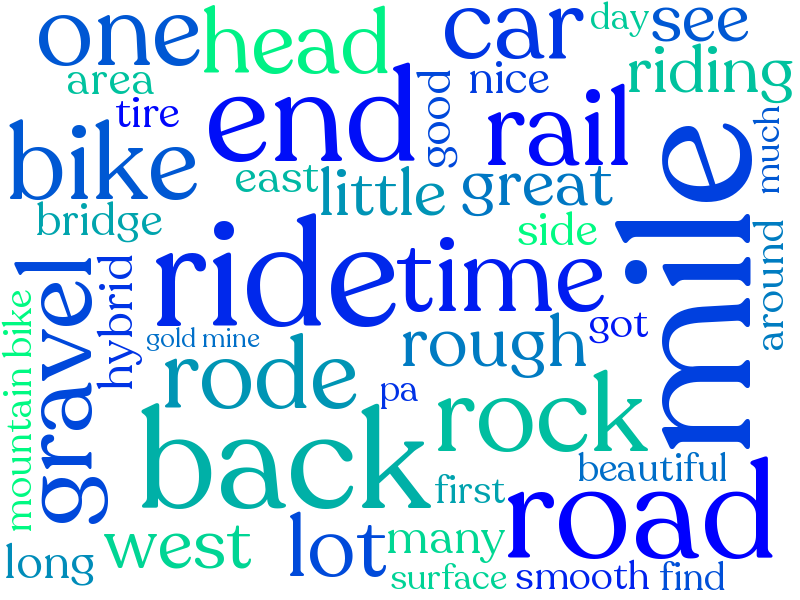 one
head
car
day
see
area
tire
end
good
nice
rail
riding
mile
much
bike
bridge
east
little
great
side
around
ride
time
gravel
hybrid
mountain bike
gold mine
rode
rough
got
pa
back
rock
first
beautiful
road
west
lot
many
long
surface
smooth
find